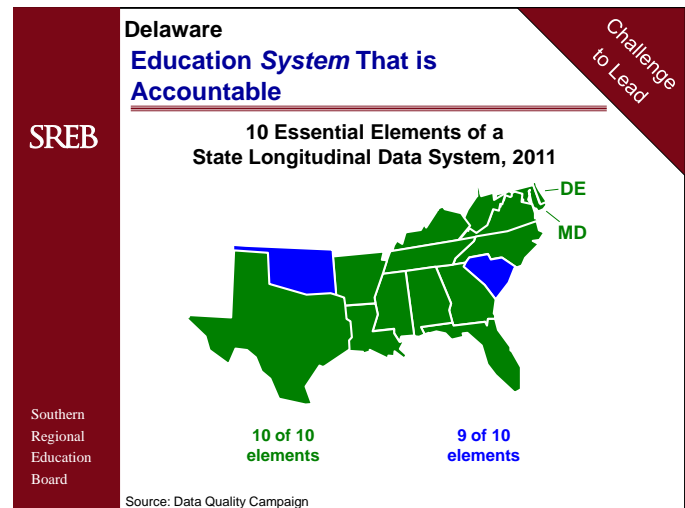 Delaware
Education System That is
Accountable
Challenge
to Lead
SREB
10 Essential Elements of a
State Longitudinal Data System, 2011
DE
MD
10 of 10
elements
9 of 10
elements
Southern
Regional
Education
Board
Source: Data Quality Campaign